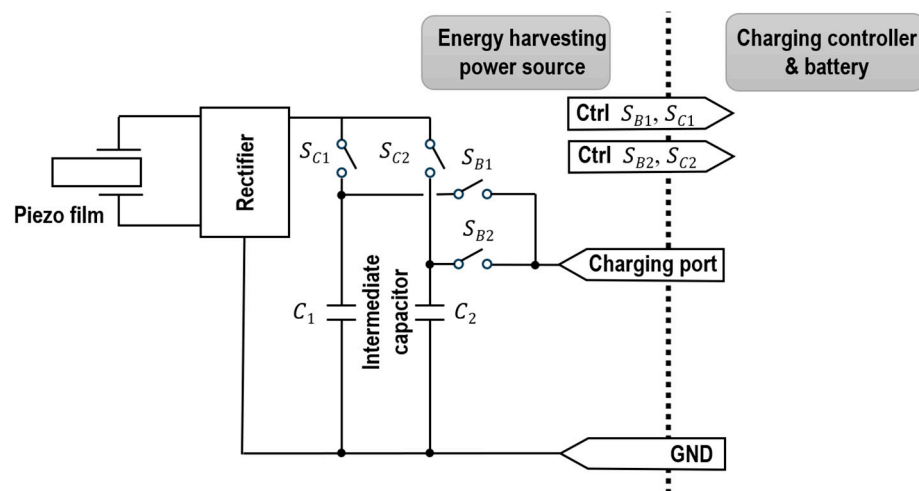 Energy harvesting
power source
Charging controller
& battery
Ctrl S_{B1}, S_{C1}
Ctrl S_{B2}, S_{C2}
S_{C1}
S_{C2}
S_{B1}
Rectifier
Piezo film
S_{B2}
Charging port
C_1
Intermediate
capacitor
C_2
GND